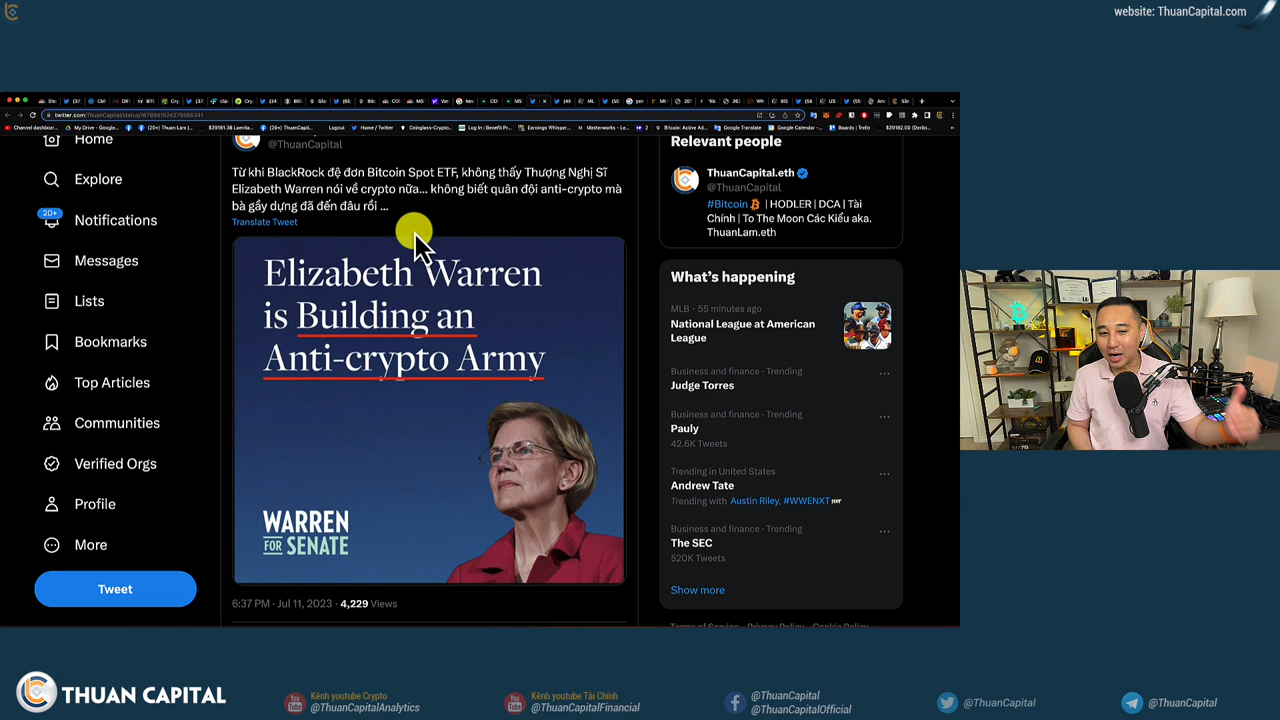 website: ThuanCapital.com
Home
Explore
20+
Notifications
Messages
Lists
Bookmarks
Top Articles
Communities
Verified Orgs
Profile
More
Tweet
@ThuanCapital
Từ khi BlackRock đệ đơn Bitcoin Spot ETF, không thấy Thượng Nghị Sĩ
Elizabeth Warren nói về crypto nữa... không biết quân đội anti-crypto mà
bà gầy dựng đã đến đâu rồi ...
Translate Tweet
Elizabeth Warren
is Building an
Anti-crypto Army
WARREN
FOR SENATE
6:37 PM · Jul 11, 2023 · 4,229 Views
Relevant people
ThuanCapital.eth
@ThuanCapital
#Bitcoin | HODLER | DCA | Tài
Chính | To The Moon Các Kiểu aka.
ThuanLam.eth
What's happening
MLB · 55 minutes ago
National League at American
League
Business and finance · Trending
Judge Torres
Business and finance · Trending
Pauly
42.6K Tweets
Trending in United States
Andrew Tate
Trending with Austin Riley, #WWENXT
Business and finance · Trending
The SEC
520K Tweets
Show more
THUAN CAPITAL
Kênh youtube Crypto
@ThuanCapitalAnalytics
Kênh youtube Tài Chính
@ThuanCapitalFinancial
@ThuanCapital
@ThuanCapitalOfficial
@ThuanCapital
@ThuanCapital